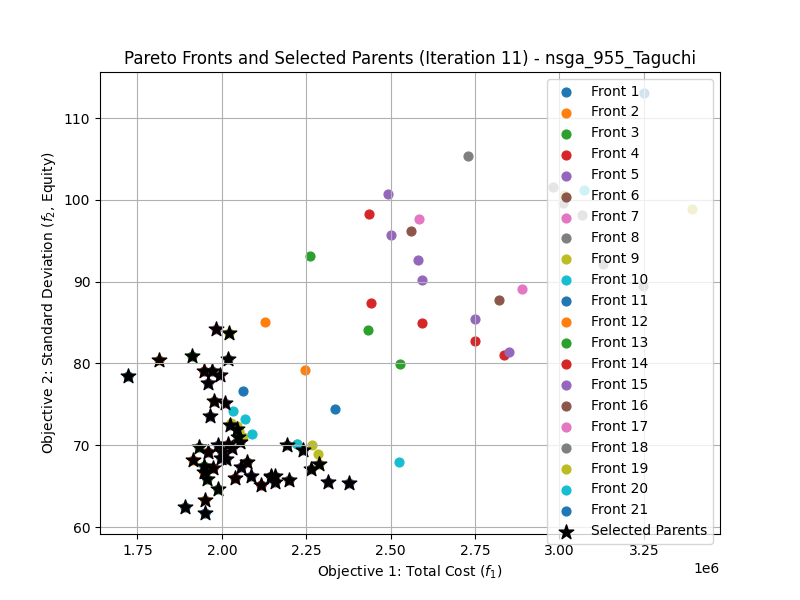 Pareto Fronts and Selected Parents (Iteration 11) - nsga_955_Taguchi
Objective 2: Standard Deviation (f₂, Equity)
110
100
90
80
70
60
Front 1
Front 2
Front 3
Front 4
Front 5
Front 6
Front 7
Front 8
Front 9
Front 10
Front 11
Front 12
Front 13
Front 14
Front 15
Front 16
Front 17
Front 18
Front 19
Front 20
Front 21
Selected Parents
1.75 2.00 2.25 2.50 2.75 3.00 3.25
1e6
Objective 1: Total Cost (f₁)